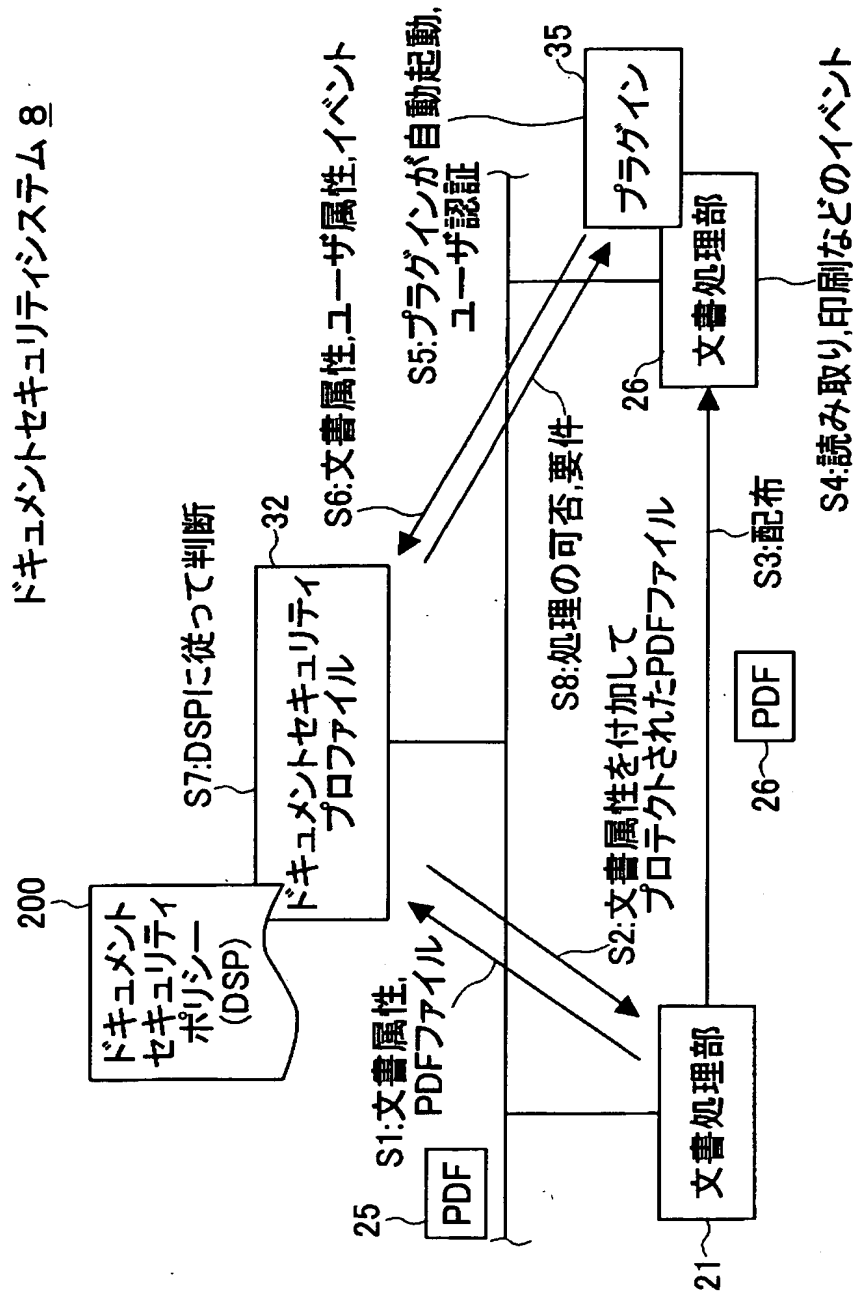 ドキュメントセキュリティシステム 8
200
ドキュメント
セキュリティ
ポリシー
(DSP)
S7:DSPに従って判断
32
ドキュメントセキュリティ
プロファイル
S6:文書属性,ユーザ属性,イベント
S5:プラグインが自動起動,
ユーザ認証
35
プラグイン
文書処理部
26
S4:読み取り,印刷などのイベント
S8:処理の可否,要件
25
PDF
S1:文書属性,
PDFファイル
S2:文書属性を付加して
プロテクトされたPDFファイル
S3:配布
PDF
26
文書処理部
21